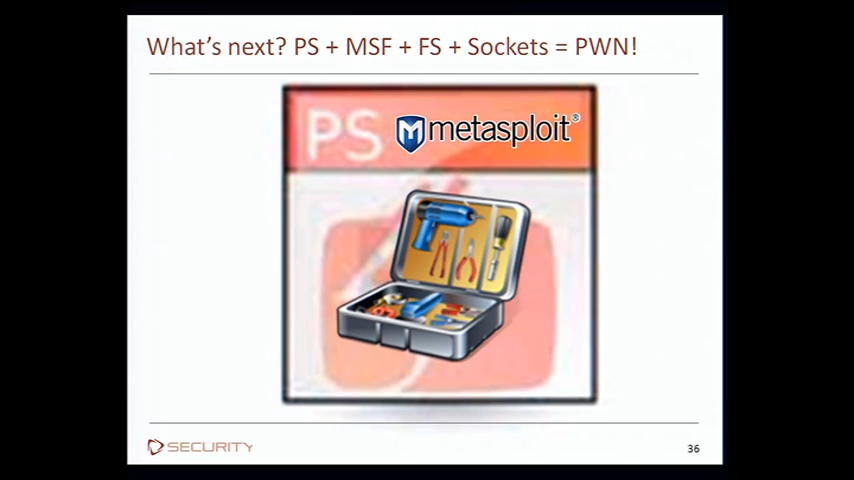 What's next? PS + MSF + FS + Sockets = PWN!
PS metasploit®
SECURITY
36